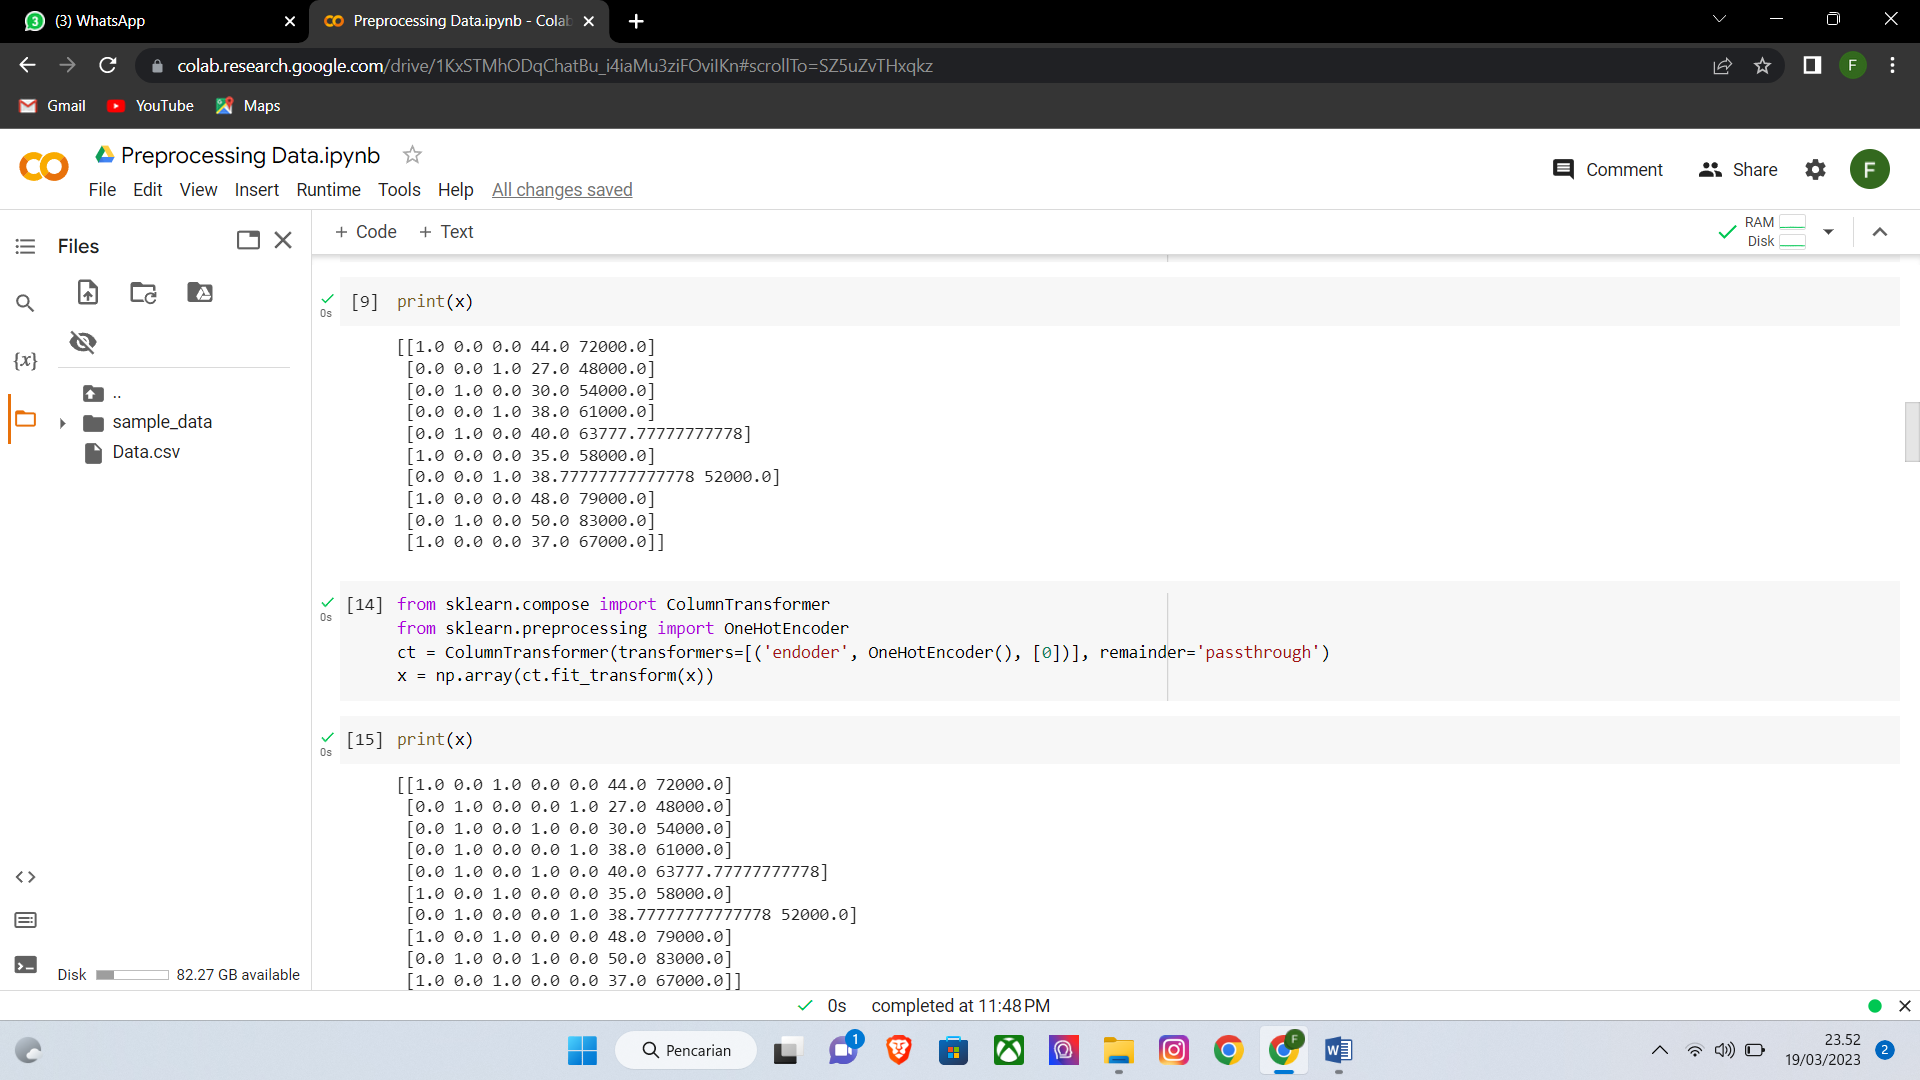 (3) WhatsApp
Preprocessing Data.ipynb - Colab
colab.research.google.com/drive/1KxSTMhODqChatBu_i4iaMu3ziFOviIKn#scrollTo=SZ5uZvTHxqkz
F
Gmail YouTube Maps
Preprocessing Data.ipynb
File Edit View Insert Runtime Tools Help All changes saved
Comment Share F
Files
+ Code + Text
RAM
Disk
{x}
..
sample_data
Data.csv
[9] print(x)
0s
[[1.0 0.0 0.0 44.0 72000.0]
[0.0 0.0 1.0 27.0 48000.0]
[0.0 1.0 0.0 30.0 54000.0]
[0.0 0.0 1.0 38.0 61000.0]
[0.0 1.0 0.0 40.0 63777.77777777778]
[1.0 0.0 0.0 35.0 58000.0]
[0.0 0.0 1.0 38.77777777777778 52000.0]
[1.0 0.0 0.0 48.0 79000.0]
[0.0 1.0 0.0 50.0 83000.0]
[1.0 0.0 0.0 37.0 67000.0]]
[14] from sklearn.compose import ColumnTransformer
0s
from sklearn.preprocessing import OneHotEncoder
ct = ColumnTransformer(transformers=[('endoder', OneHotEncoder(), [0])], remainder='passthrough')
x = np.array(ct.fit_transform(x))
[15] print(x)
0s
[[1.0 0.0 1.0 0.0 0.0 44.0 72000.0]
[0.0 1.0 0.0 0.0 1.0 27.0 48000.0]
[0.0 1.0 0.0 1.0 0.0 30.0 54000.0]
[0.0 1.0 0.0 0.0 1.0 38.0 61000.0]
[0.0 1.0 0.0 1.0 0.0 40.0 63777.77777777778]
[1.0 0.0 1.0 0.0 0.0 35.0 58000.0]
[0.0 1.0 0.0 0.0 1.0 38.77777777777778 52000.0]
[1.0 0.0 1.0 0.0 0.0 48.0 79000.0]
[0.0 1.0 0.0 1.0 0.0 50.0 83000.0]
[1.0 0.0 1.0 0.0 0.0 37.0 67000.0]]
Disk 82.27 GB available
0s completed at 11:48 PM
Pencarian
1
F
23.52
19/03/2023
2